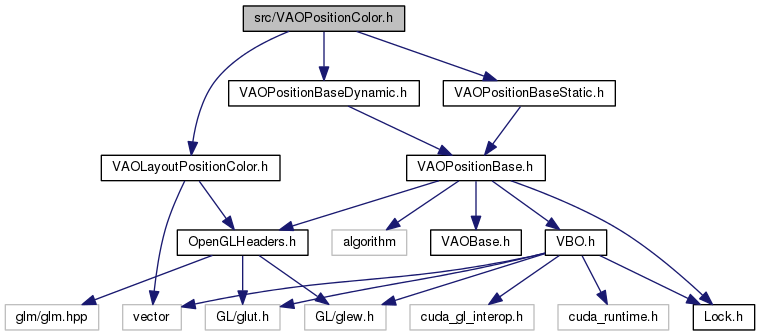 src/VAOPositionColor.h
VAOPositionBaseDynamic.h
VAOPositionBaseStatic.h
VAOLayoutPositionColor.h
VAOPositionBase.h
OpenGLHeaders.h
algorithm
VAOBase.h
VBO.h
glm/glm.hpp
vector
GL/glut.h
GL/glew.h
cuda_gl_interop.h
cuda_runtime.h
Lock.h